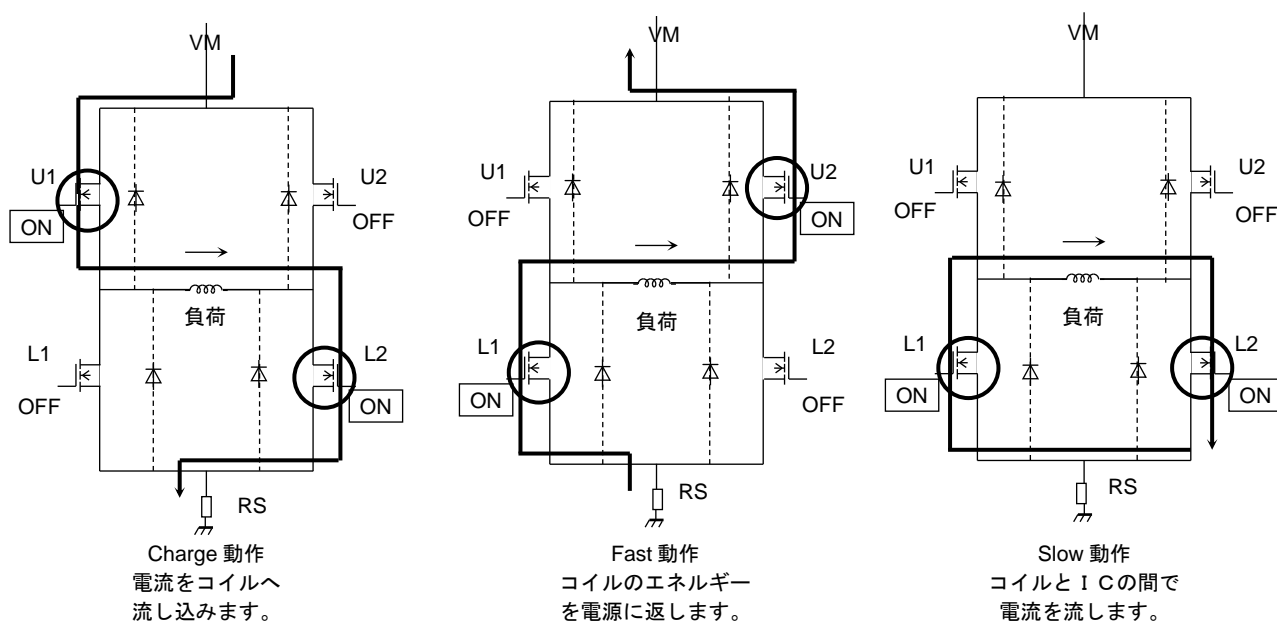 VM
U1
U2
ON
OFF
負荷
L1
L2
OFF
ON
RS
Charge 動作
電流をコイルへ
流し込みます。
VM
U1
U2
OFF
ON
負荷
L1
L2
ON
OFF
RS
Fast 動作
コイルのエネルギー
を電源に返します。
VM
U1
U2
OFF
OFF
負荷
L1
L2
ON
ON
RS
Slow 動作
コイルとＩＣの間で
電流を流します。